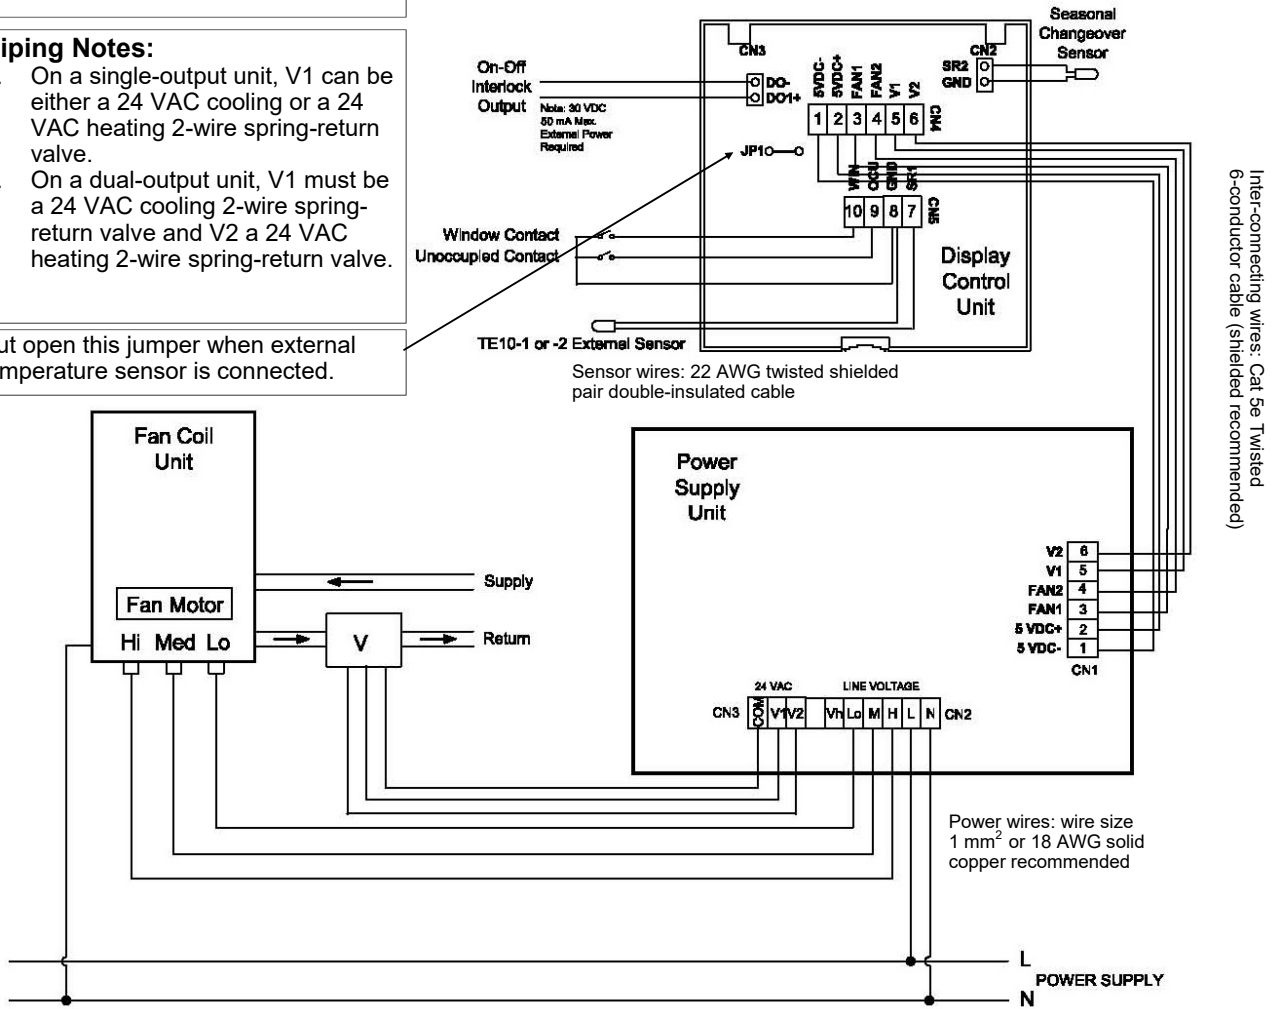 iping Notes:
On a single-output unit, V1 can be
either a 24 VAC cooling or a 24
VAC heating 2-wire spring-return
valve.
On a dual-output unit, V1 must be
a 24 VAC cooling 2-wire spring-
return valve and V2 a 24 VAC
heating 2-wire spring-return valve.
ut open this jumper when external
mperature sensor is connected.
Seasonal
Changeover
Sensor
On-Off
Interlock
Output
Note: 30 VDC
50 mA Max.
External Power
Required
CN3
DO-
DO1+
CN2
SR2
GND
5VDC-
5VDC+
FAN1
FAN2
V1
V2
1 2 3 4 5 6
CN4
JP1
WIN
OCU
GND
SR1
10 9 8 7
CN5
Window Contact
Unoccupied Contact
Display
Control
Unit
TE10-1 or -2 External Sensor
Sensor wires: 22 AWG twisted shielded
pair double-insulated cable
Inter-connecting wires: Cat 5e Twisted
6-conductor cable (shielded recommended)
Fan Coil
Unit
Fan Motor
Hi Med Lo
Supply
Return
V
Power
Supply
Unit
V2 6
V1 5
FAN2 4
FAN1 3
5 VDC+ 2
5 VDC- 1
CN1
24 VAC LINE VOLTAGE
CN3 COM V1 V2 Vh Lo M H L N CN2
Power wires: wire size
1 mm² or 18 AWG solid
copper recommended
L
POWER SUPPLY
N